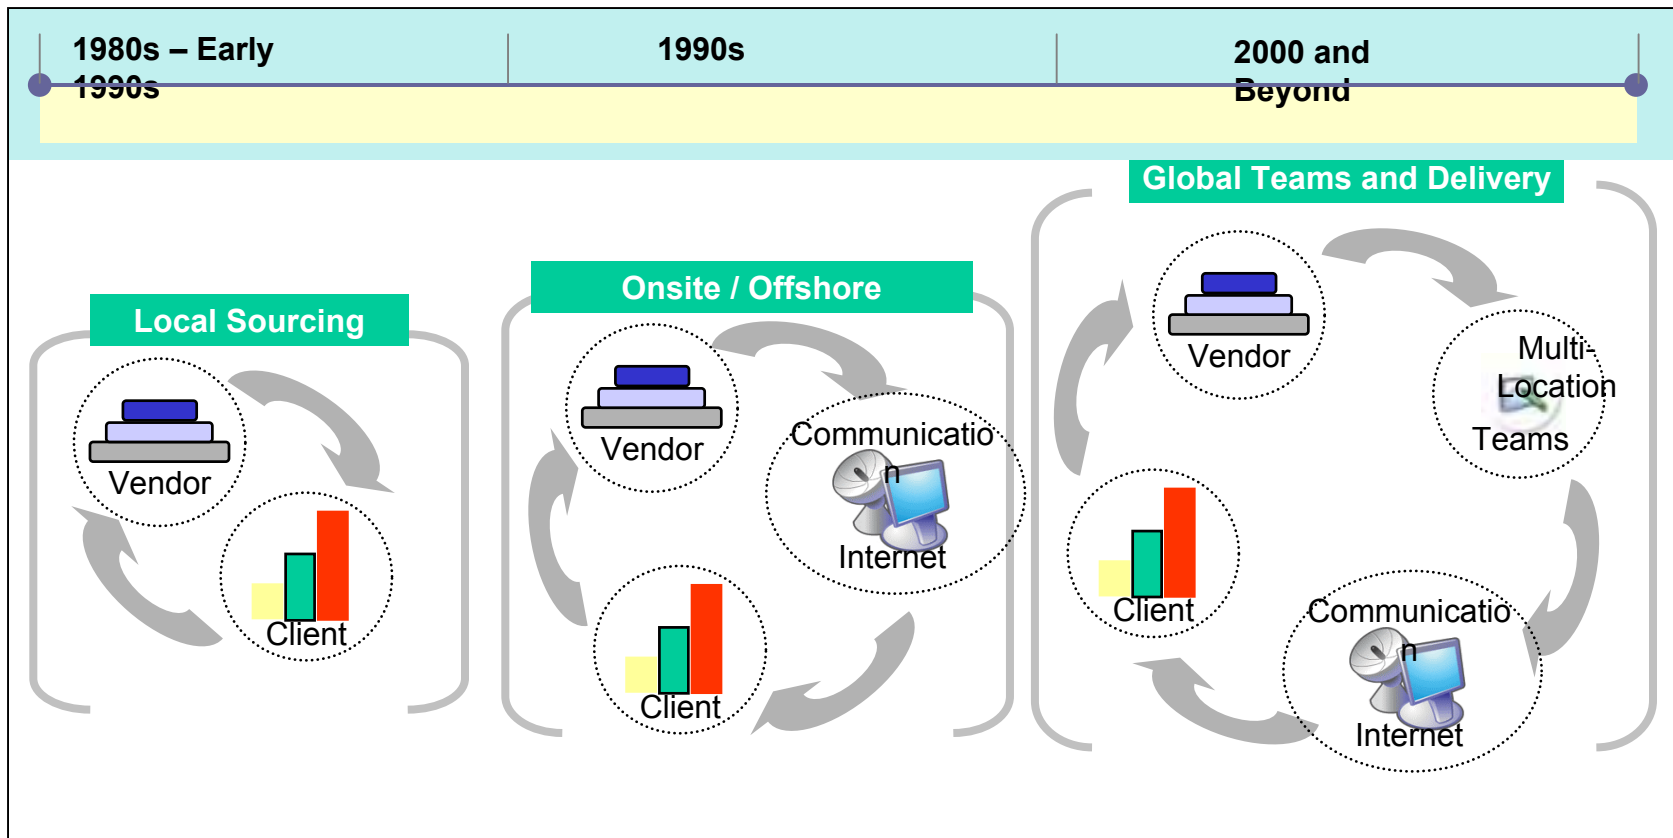 1980s – Early
1990s
1990s
2000 and
Beyond
Local Sourcing
Vendor
Client
Onsite / Offshore
Vendor
Communicatio
n
Internet
Client
Global Teams and Delivery
Vendor
Multi-
Location
Teams
Communicatio
n
Internet
Client